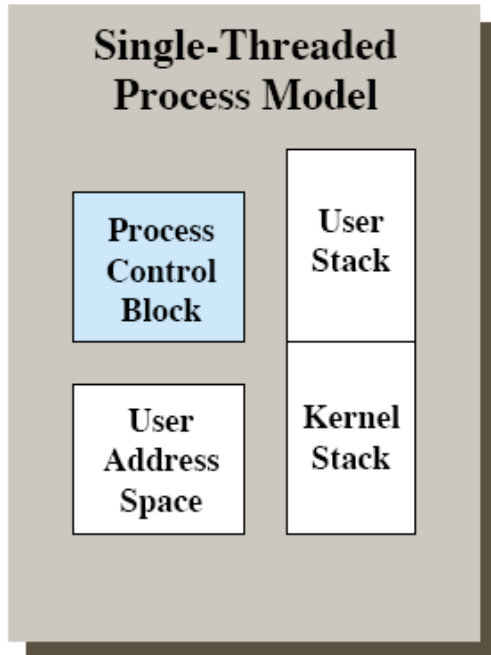 Single-Threaded
Process Model
Process
Control
Block
User
Stack
User
Address
Space
Kernel
Stack